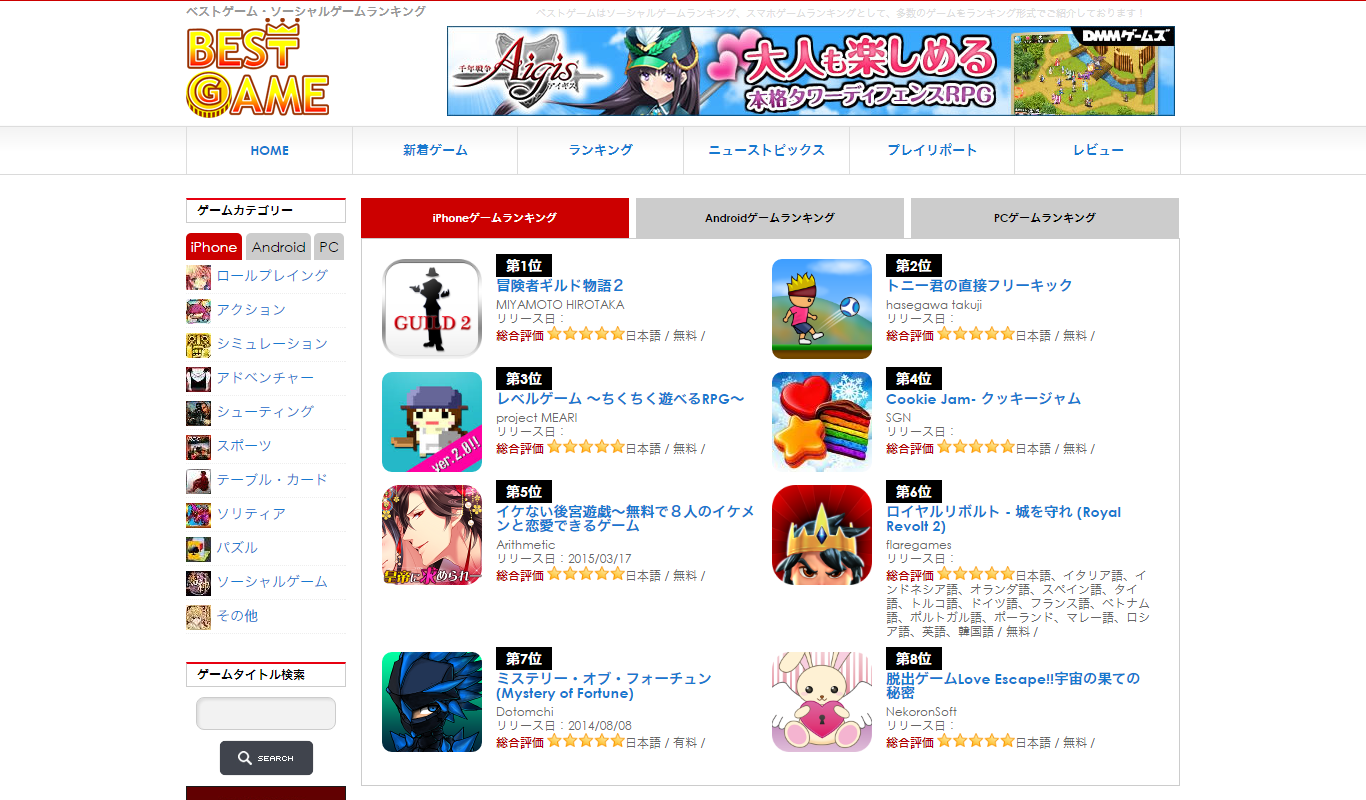 ベストゲーム・ソーシャルゲームランキング
ベストゲームはソーシャルゲームランキング、スマホゲームランキングとして、多数のゲームをランキング形式でご紹介しております！
BEST
GAME
千年戦争
Aigis
アイギス
大人も楽しめる
本格タワーディフェンスRPG
DMMゲームズ
HOME
新着ゲーム
ランキング
ニューストピックス
プレイリポート
レビュー
ゲームカテゴリー
iPhone
Android
PC
ロールプレイング
アクション
シミュレーション
アドベンチャー
シューティング
スポーツ
テーブル・カード
ソリティア
パズル
ソーシャルゲーム
その他
ゲームタイトル検索
SEARCH
iPhoneゲームランキング
Androidゲームランキング
PCゲームランキング
GUILD 2
第1位
冒険者ギルド物語２
MIYAMOTO HIROTAKA
リリース日：
総合評価 日本語 / 無料 /
第2位
トニー君の直接フリーキック
hasegawa takuji
リリース日：
総合評価 日本語 / 無料 /
ver.2.0!!
第3位
レベルゲーム ～ちくちく遊べるRPG～
project MEARI
リリース日：
総合評価 日本語 / 無料 /
第4位
Cookie Jam- クッキージャム
SGN
リリース日：
総合評価 日本語 / 無料 /
皇帝に求められ―
第5位
イケない後宮遊戯～無料で８人のイケメ
ンと恋愛できるゲーム
Arithmetic
リリース日：2015/03/17
総合評価 日本語 / 無料 /
第6位
ロイヤルリボルト - 城を守れ (Royal
Revolt 2)
flaregames
リリース日：
総合評価 日本語、イタリア語、イ
ンドネシア語、オランダ語、スペイン語、タイ
語、トルコ語、ドイツ語、フランス語、ベトナム
語、ポルトガル語、ポーランド、マレー語、ロシ
ア語、英語、韓国語 / 無料 /
第7位
ミステリー・オブ・フォーチュン
(Mystery of Fortune)
Dotomchi
リリース日：2014/08/08
総合評価 日本語 / 有料 /
第8位
脱出ゲームLove Escape!!宇宙の果ての
秘密
NekoronSoft
リリース日：
総合評価 日本語 / 無料 /